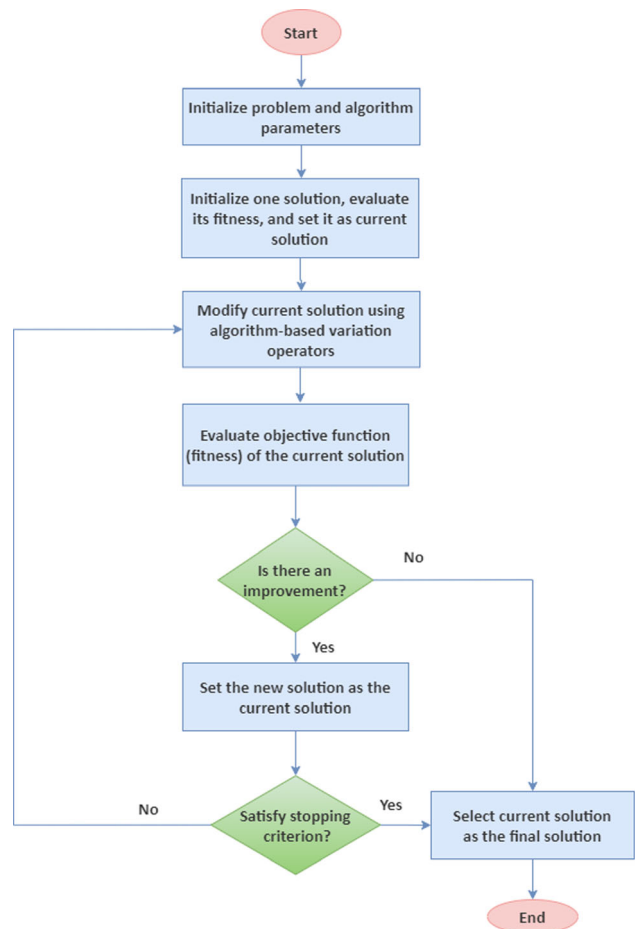 Start
Initialize problem and algorithm
parameters
Initialize one solution, evaluate
its fitness, and set it as current
solution
Modify current solution using
algorithm-based variation
operators
Evaluate objective function
(fitness) of the current solution
Is there an
improvement?
No
Yes
Set the new solution as the
current solution
Satisfy stopping
criterion?
No
Yes
Select current solution
as the final solution
End